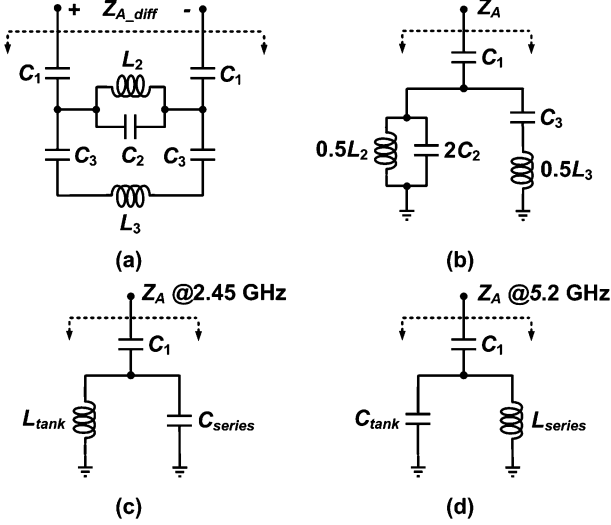 + Z_A_diff -
Z_A
C1 C1
L2
C2
C3 C3
L3
(a)
C1
0.5L2 2C2
C3
0.5L3
(b)
Z_A @2.45 GHz
C1
L_tank C_series
(c)
Z_A @5.2 GHz
C1
C_tank L_series
(d)